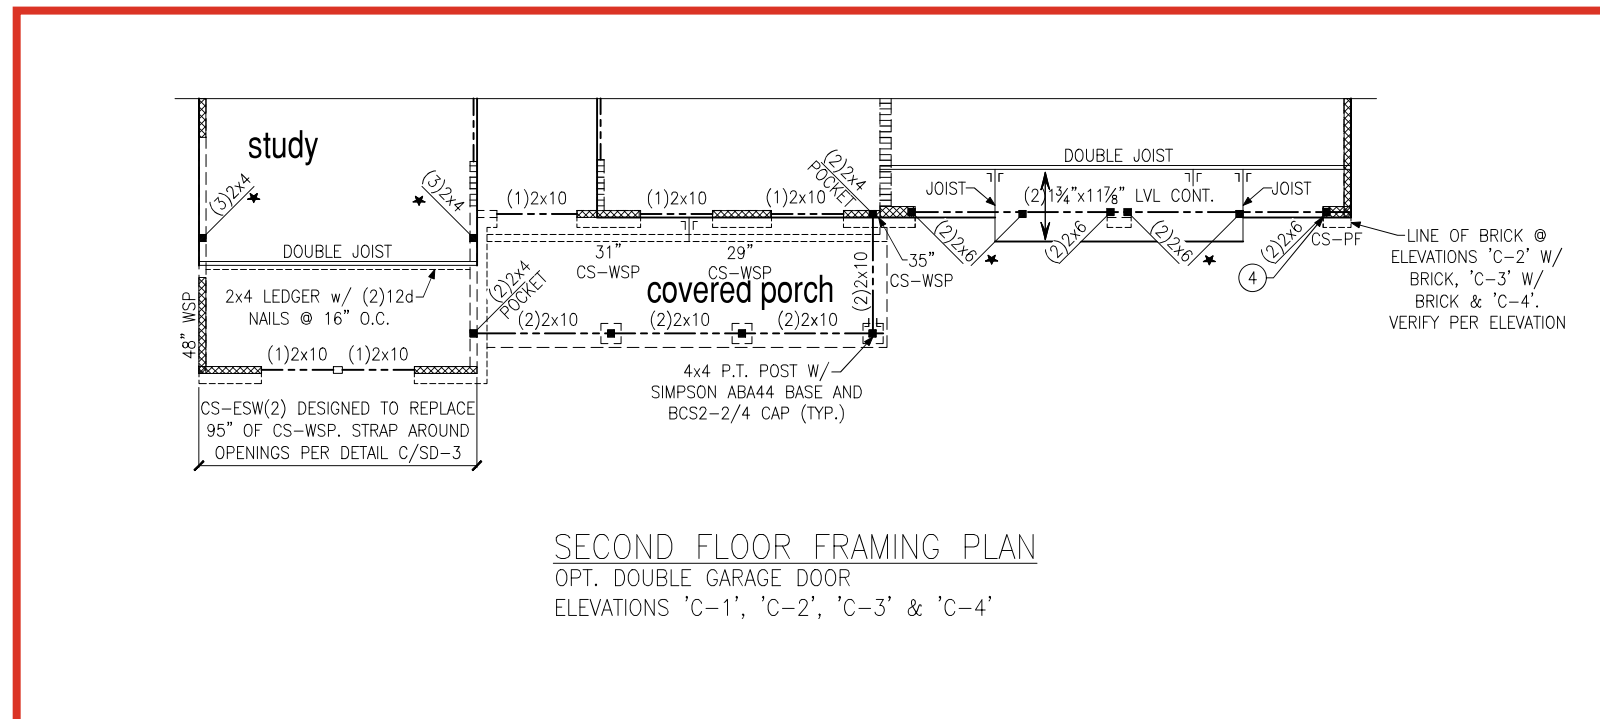 study
(3)2x4
(3)2x4
DOUBLE JOIST
2x4 LEDGER w/ (2)12d
NAILS @ 16" O.C.
48" WSP
(1)2x10
(1)2x10
CS-ESW(2) DESIGNED TO REPLACE
95" OF CS-WSP. STRAP AROUND
OPENINGS PER DETAIL C/SD-3
(2)2x4
POCKET
(1)2x10
(1)2x10
(1)2x10
(2)2x4
POCKET
31"
CS-WSP
29"
CS-WSP
35"
CS-WSP
covered porch
(2)2x10
(2)2x10
(2)2x10
(2)2x10
4x4 P.T. POST W/
SIMPSON ABA44 BASE AND
BCS2-2/4 CAP (TYP.)
DOUBLE JOIST
JOIST
(2)1¾"x11⅞" LVL CONT.
JOIST
(2)2x6
(2)2x6
(2)2x6
(2)2x6
4
CS-PF
LINE OF BRICK @
ELEVATIONS 'C-2' W/
BRICK, 'C-3' W/
BRICK & 'C-4'.
VERIFY PER ELEVATION
SECOND FLOOR FRAMING PLAN
OPT. DOUBLE GARAGE DOOR
ELEVATIONS 'C-1', 'C-2', 'C-3' & 'C-4'